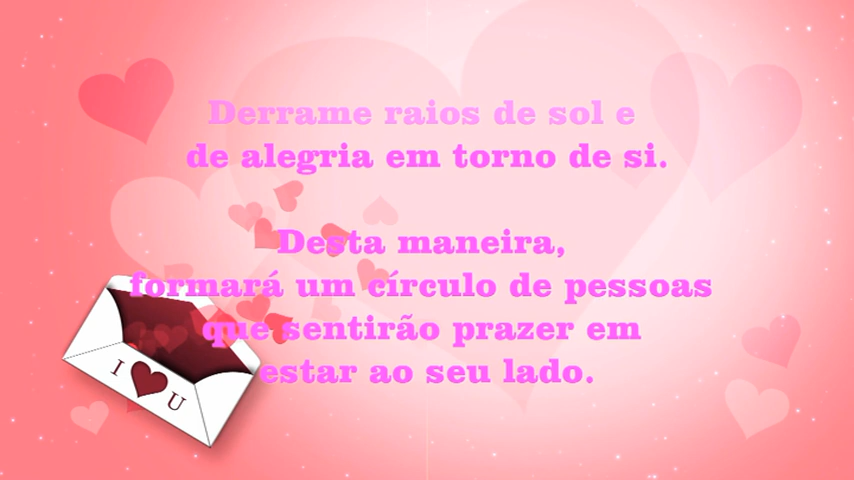 Derrame raios de sol e
de alegria em torno de si.
Desta maneira,
formará um círculo de pessoas
que sentirão prazer em
estar ao seu lado.
I ♥ U